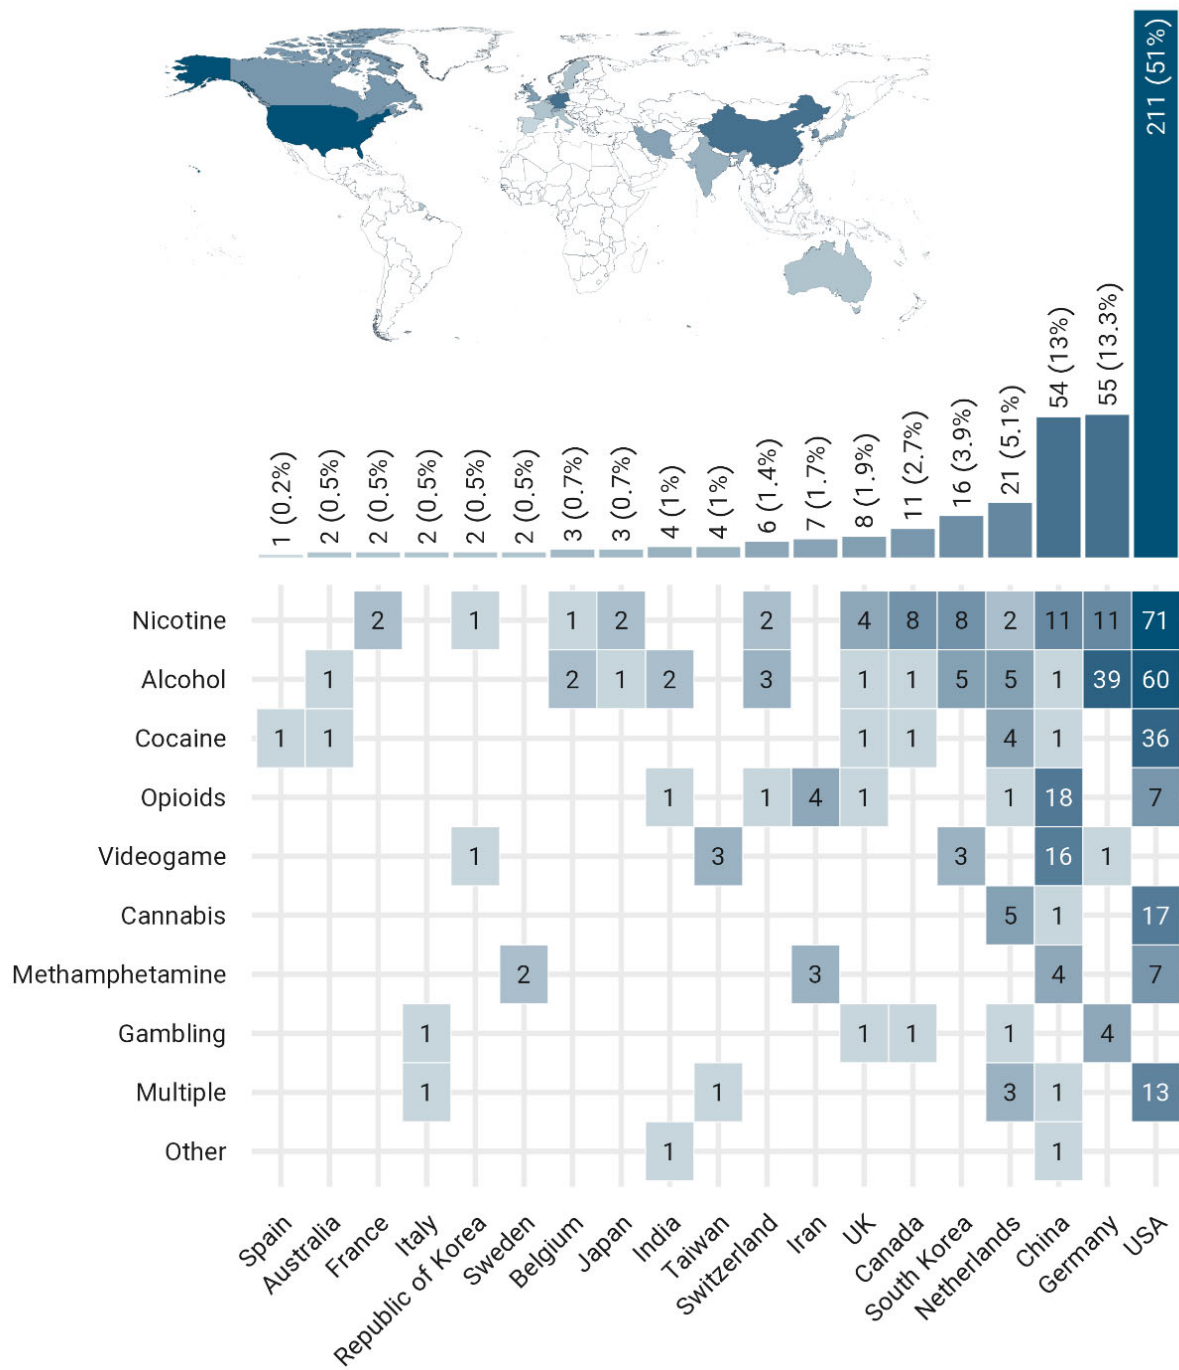 211 (51%)
1 (0.2%)
2 (0.5%)
2 (0.5%)
2 (0.5%)
2 (0.5%)
2 (0.5%)
3 (0.7%)
3 (0.7%)
4 (1%)
4 (1%)
6 (1.4%)
7 (1.7%)
8 (1.9%)
11 (2.7%)
16 (3.9%)
21 (5.1%)
54 (13%)
55 (13.3%)
Nicotine 2 1 1 2 2 4 8 8 2 11 11 71
Alcohol 1 2 1 2 3 1 1 5 5 1 39 60
Cocaine 1 1 1 1 4 1 36
Opioids 1 1 4 1 1 18 7
Videogame 1 3 3 16 1
Cannabis 5 1 17
Methamphetamine 2 3 4 7
Gambling 1 1 1 1 4
Multiple 1 1 3 1 13
Other 1 1
Spain
Australia
France
Italy
Republic of Korea
Sweden
Belgium
Japan
India
Taiwan
Switzerland
Iran
UK
Canada
South Korea
Netherlands
China
Germany
USA